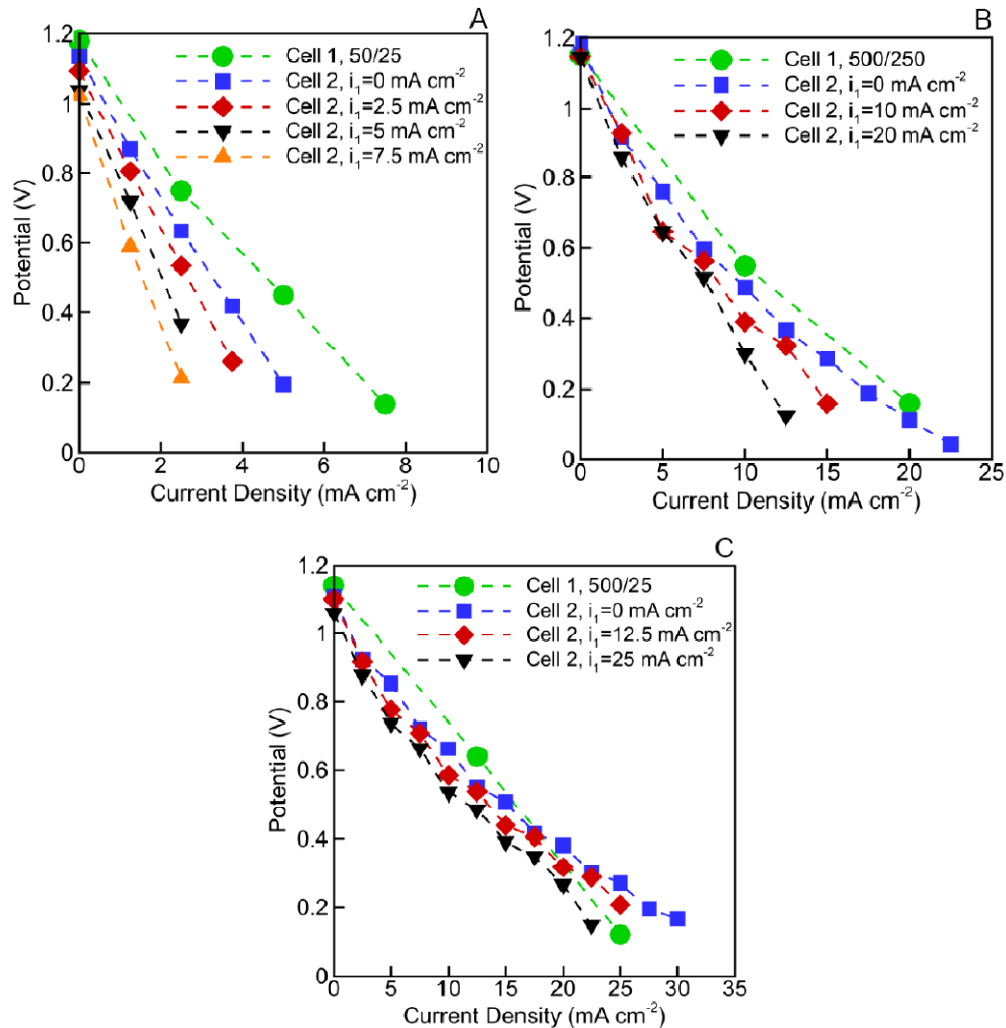 A
1.2
1
0.8
0.6
0.4
0.2
0
Potential (V)
Cell 1, 50/25
Cell 2, i₁=0 mA cm⁻²
Cell 2, i₁=2.5 mA cm⁻²
Cell 2, i₁=5 mA cm⁻²
Cell 2, i₁=7.5 mA cm⁻²
0 2 4 6 8 10
Current Density (mA cm⁻²)
B
1.2
1
0.8
0.6
0.4
0.2
0
Potential (V)
Cell 1, 500/250
Cell 2, i₁=0 mA cm⁻²
Cell 2, i₁=10 mA cm⁻²
Cell 2, i₁=20 mA cm⁻²
0 5 10 15 20 25
Current Density (mA cm⁻²)
C
1.2
1
0.8
0.6
0.4
0.2
0
Potential (V)
Cell 1, 500/25
Cell 2, i₁=0 mA cm⁻²
Cell 2, i₁=12.5 mA cm⁻²
Cell 2, i₁=25 mA cm⁻²
0 5 10 15 20 25 30 35
Current Density (mA cm⁻²)